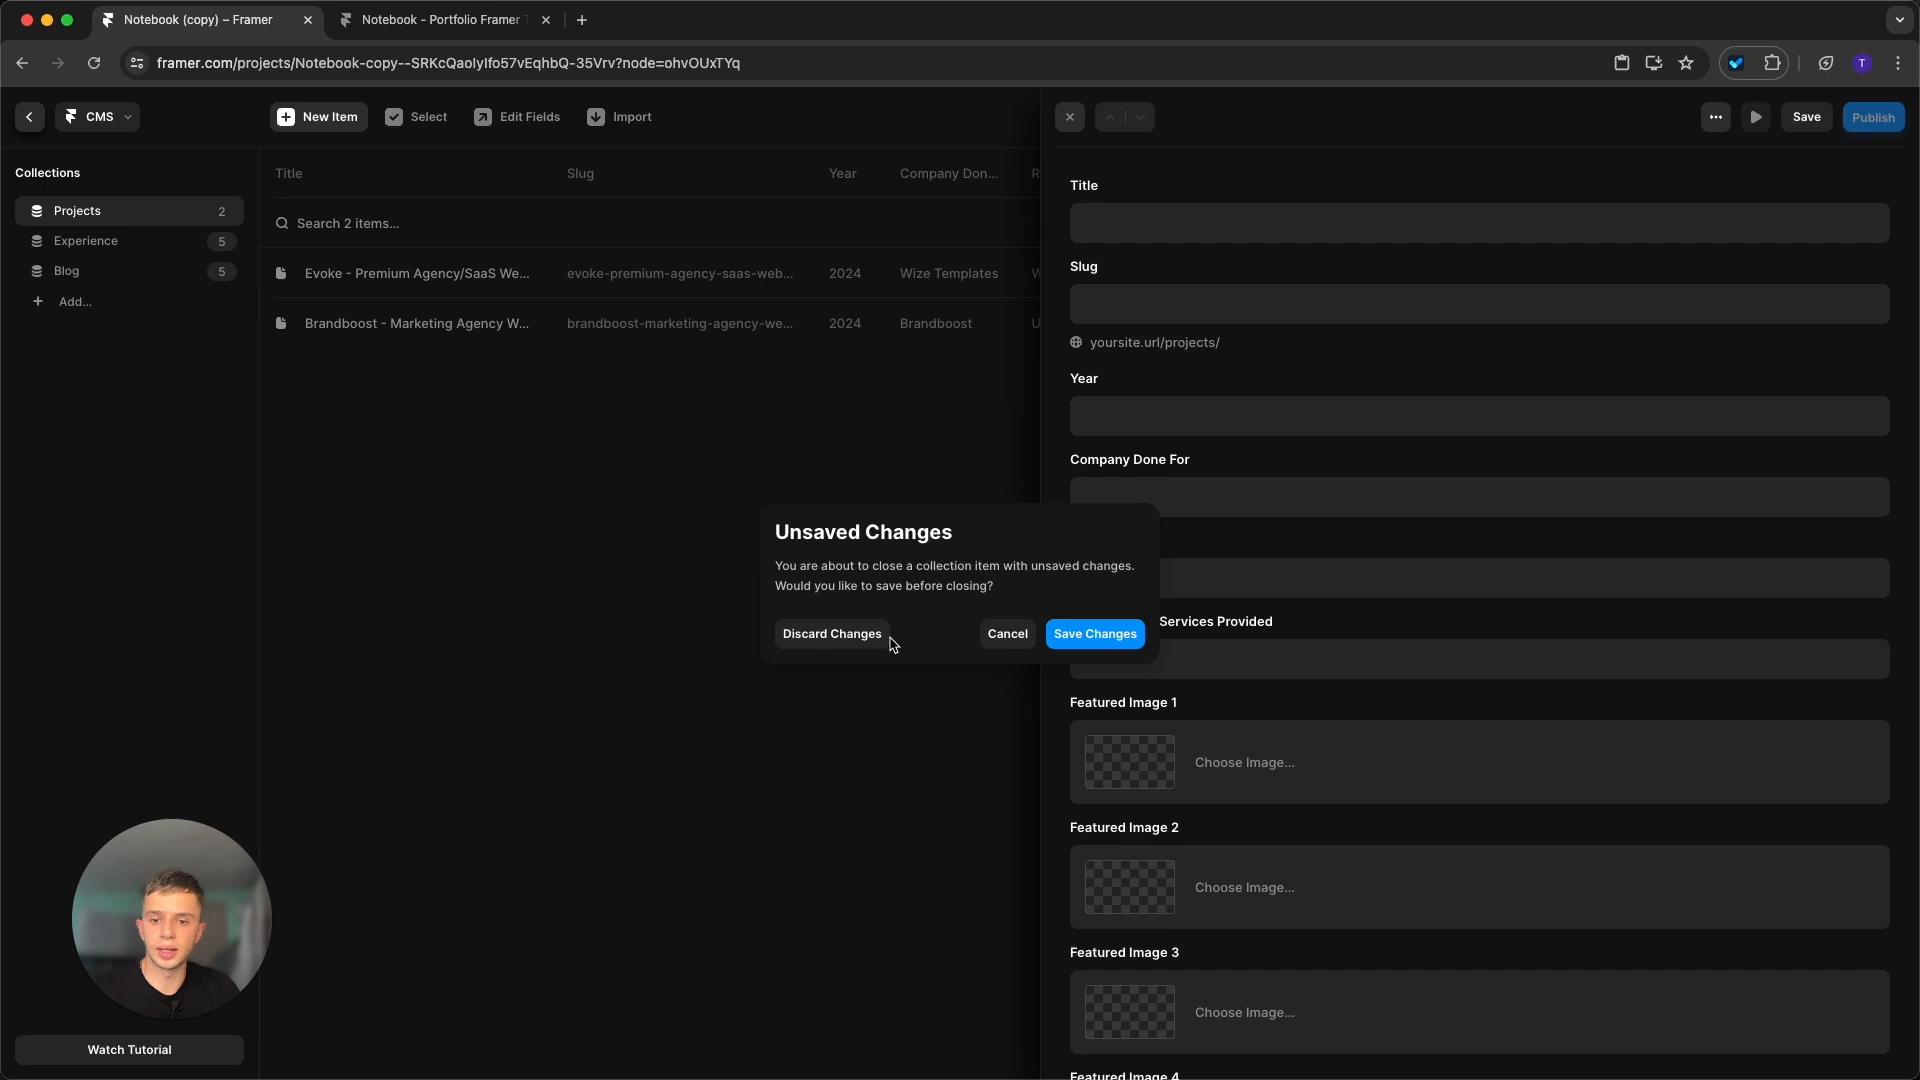 Notebook (copy) – Framer
Notebook - Portfolio Framer
framer.com/projects/Notebook-copy--SRKcQaolyIfo57vEqhbQ-35Vrv?node=ohvOUxTYq
T
CMS
New Item
Select
Edit Fields
Import
Save
Publish
Collections
Projects 2
Experience 5
Blog 5
Add...
Title Slug Year Company Don... R
Search 2 items...
Evoke - Premium Agency/SaaS We... evoke-premium-agency-saas-web... 2024 Wize Templates
Brandboost - Marketing Agency W... brandboost-marketing-agency-we... 2024 Brandboost
Title
Slug
yoursite.url/projects/
Year
Company Done For
Services Provided
Featured Image 1
Choose Image...
Featured Image 2
Choose Image...
Featured Image 3
Choose Image...
Featured Image 4
Unsaved Changes
You are about to close a collection item with unsaved changes.
Would you like to save before closing?
Discard Changes
Cancel
Save Changes
Watch Tutorial